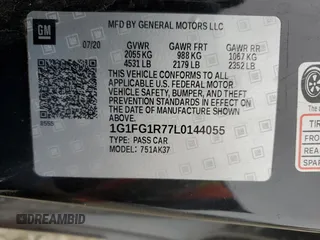 GM
MFD BY GENERAL MOTORS LLC
07/20 GVWR GAWR FRT GAWR RR
2055 KG 988 KG 1067 KG
4531 LB 2179 LB 2352 LB
THIS VEHICLE CONFORMS TO ALL
APPLICABLE U.S. FEDERAL MOTOR
VEHICLE SAFETY, BUMPER, AND THEFT
PREVENTION STANDARDS IN EFFECT ON
THE DATE OF MANUFACTURE SHOWN ABOVE.
1G1FG1R77L0144055
TYPE: PASS CAR
MODEL: 751AK37
TI
DREAMBID